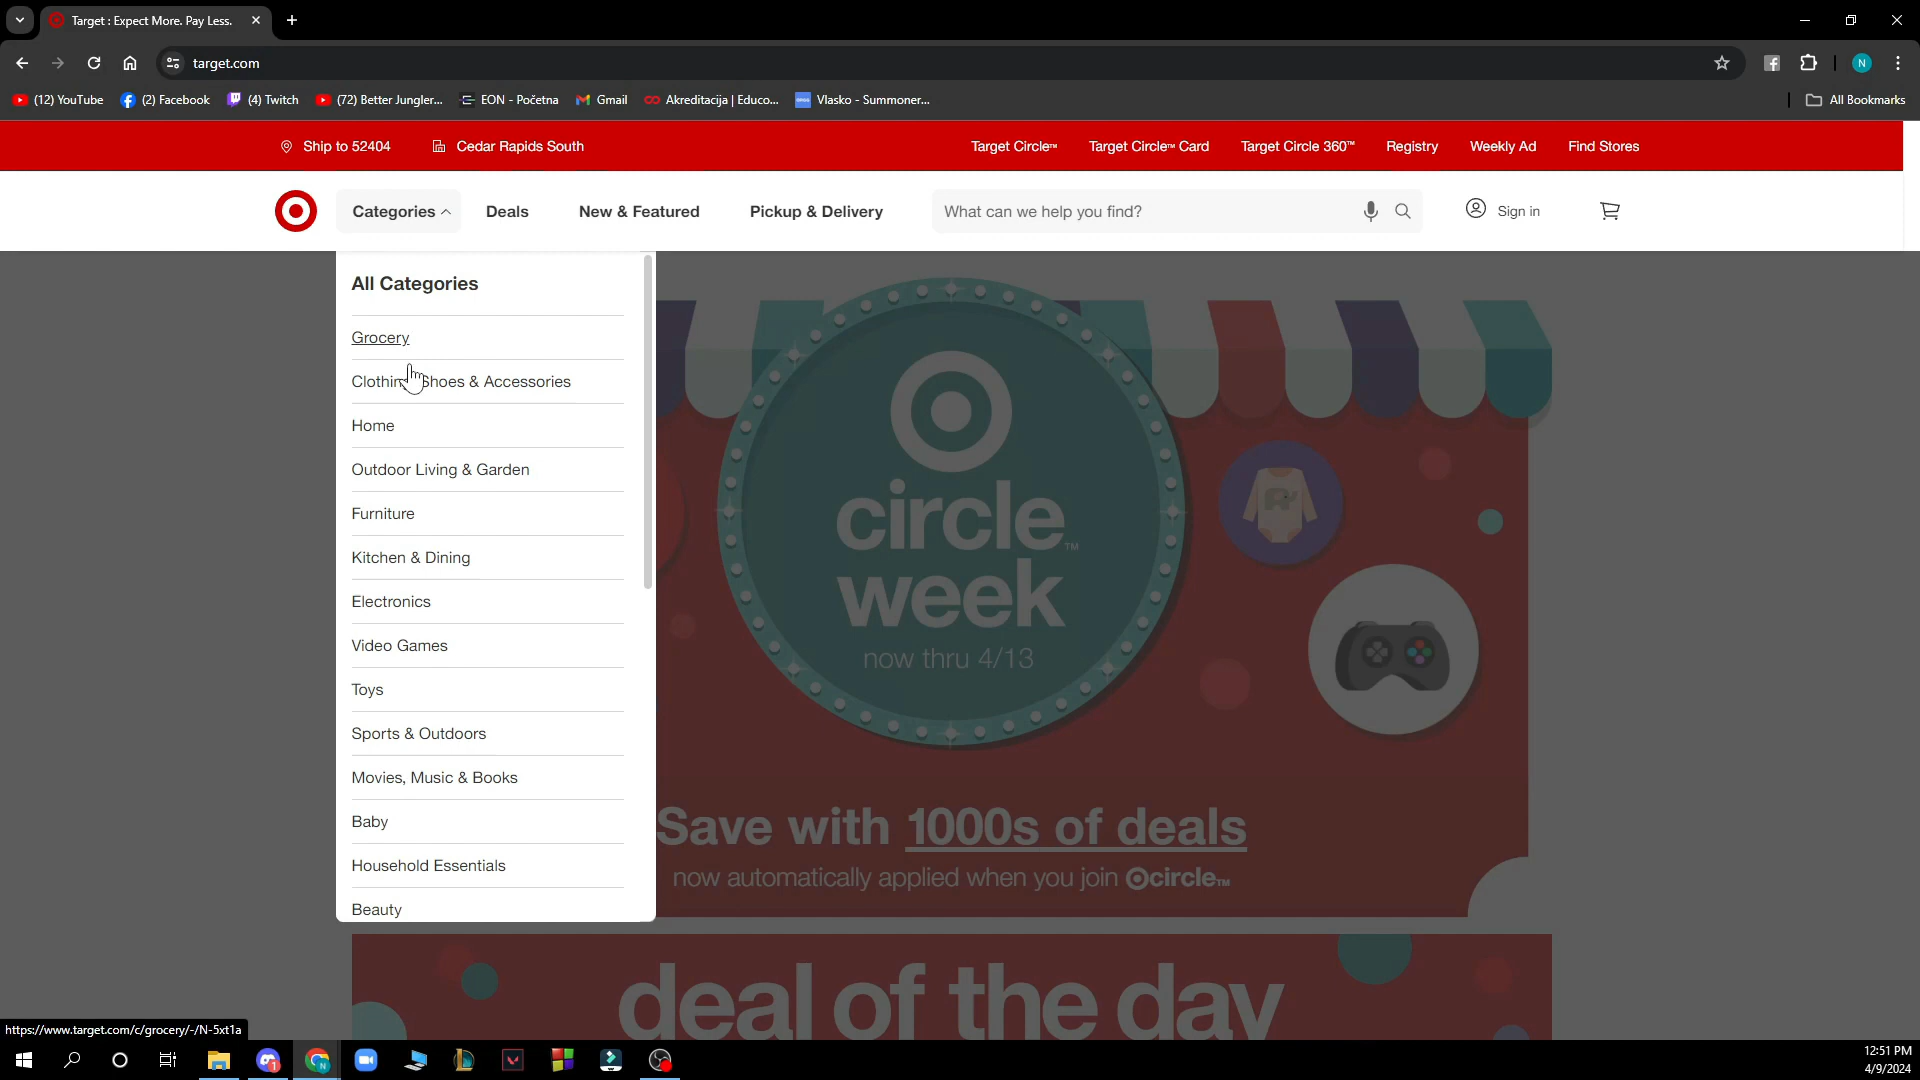 Target : Expect More. Pay Less.
target.com
N
(12) YouTube
(2) Facebook
(4) Twitch
(72) Better Jungler...
EON - Početna
Gmail
Akreditacija | Educo...
Vlasko - Summoner...
All Bookmarks
Ship to 52404
Cedar Rapids South
Target Circle™
Target Circle™ Card
Target Circle 360™
Registry
Weekly Ad
Find Stores
Categories
Deals
New & Featured
Pickup & Delivery
What can we help you find?
Sign in
All Categories
Grocery
Clothing, Shoes & Accessories
Home
Outdoor Living & Garden
Furniture
Kitchen & Dining
Electronics
Video Games
Toys
Sports & Outdoors
Movies, Music & Books
Baby
Household Essentials
Beauty
circle™
week
now thru 4/13
Save with 1000s of deals
now automatically applied when you join circle™
deal of the day
https://www.target.com/c/grocery/-/N-5xt1a
1
N
12:51 PM
4/9/2024